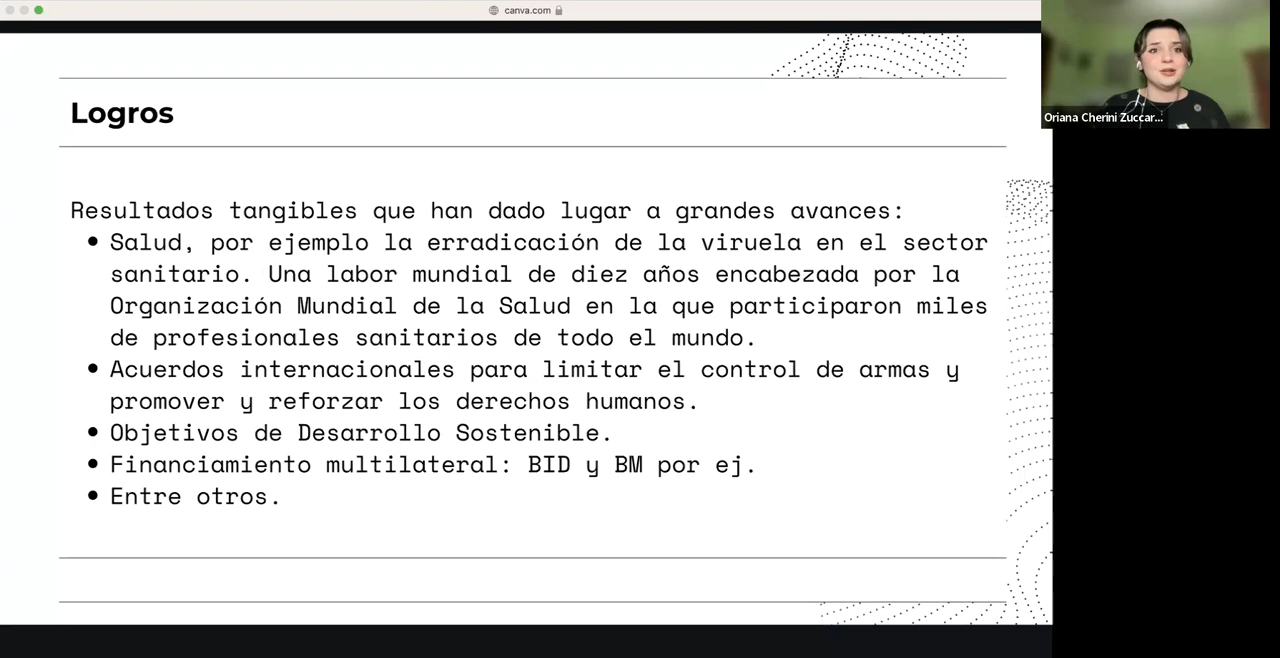 canva.com
Oriana Cherini Zuccar...
Logros
Resultados tangibles que han dado lugar a grandes avances:
• Salud, por ejemplo la erradicación de la viruela en el sector
sanitario. Una labor mundial de diez años encabezada por la
Organización Mundial de la Salud en la que participaron miles
de profesionales sanitarios de todo el mundo.
• Acuerdos internacionales para limitar el control de armas y
promover y reforzar los derechos humanos.
• Objetivos de Desarrollo Sostenible.
• Financiamiento multilateral: BID y BM por ej.
• Entre otros.